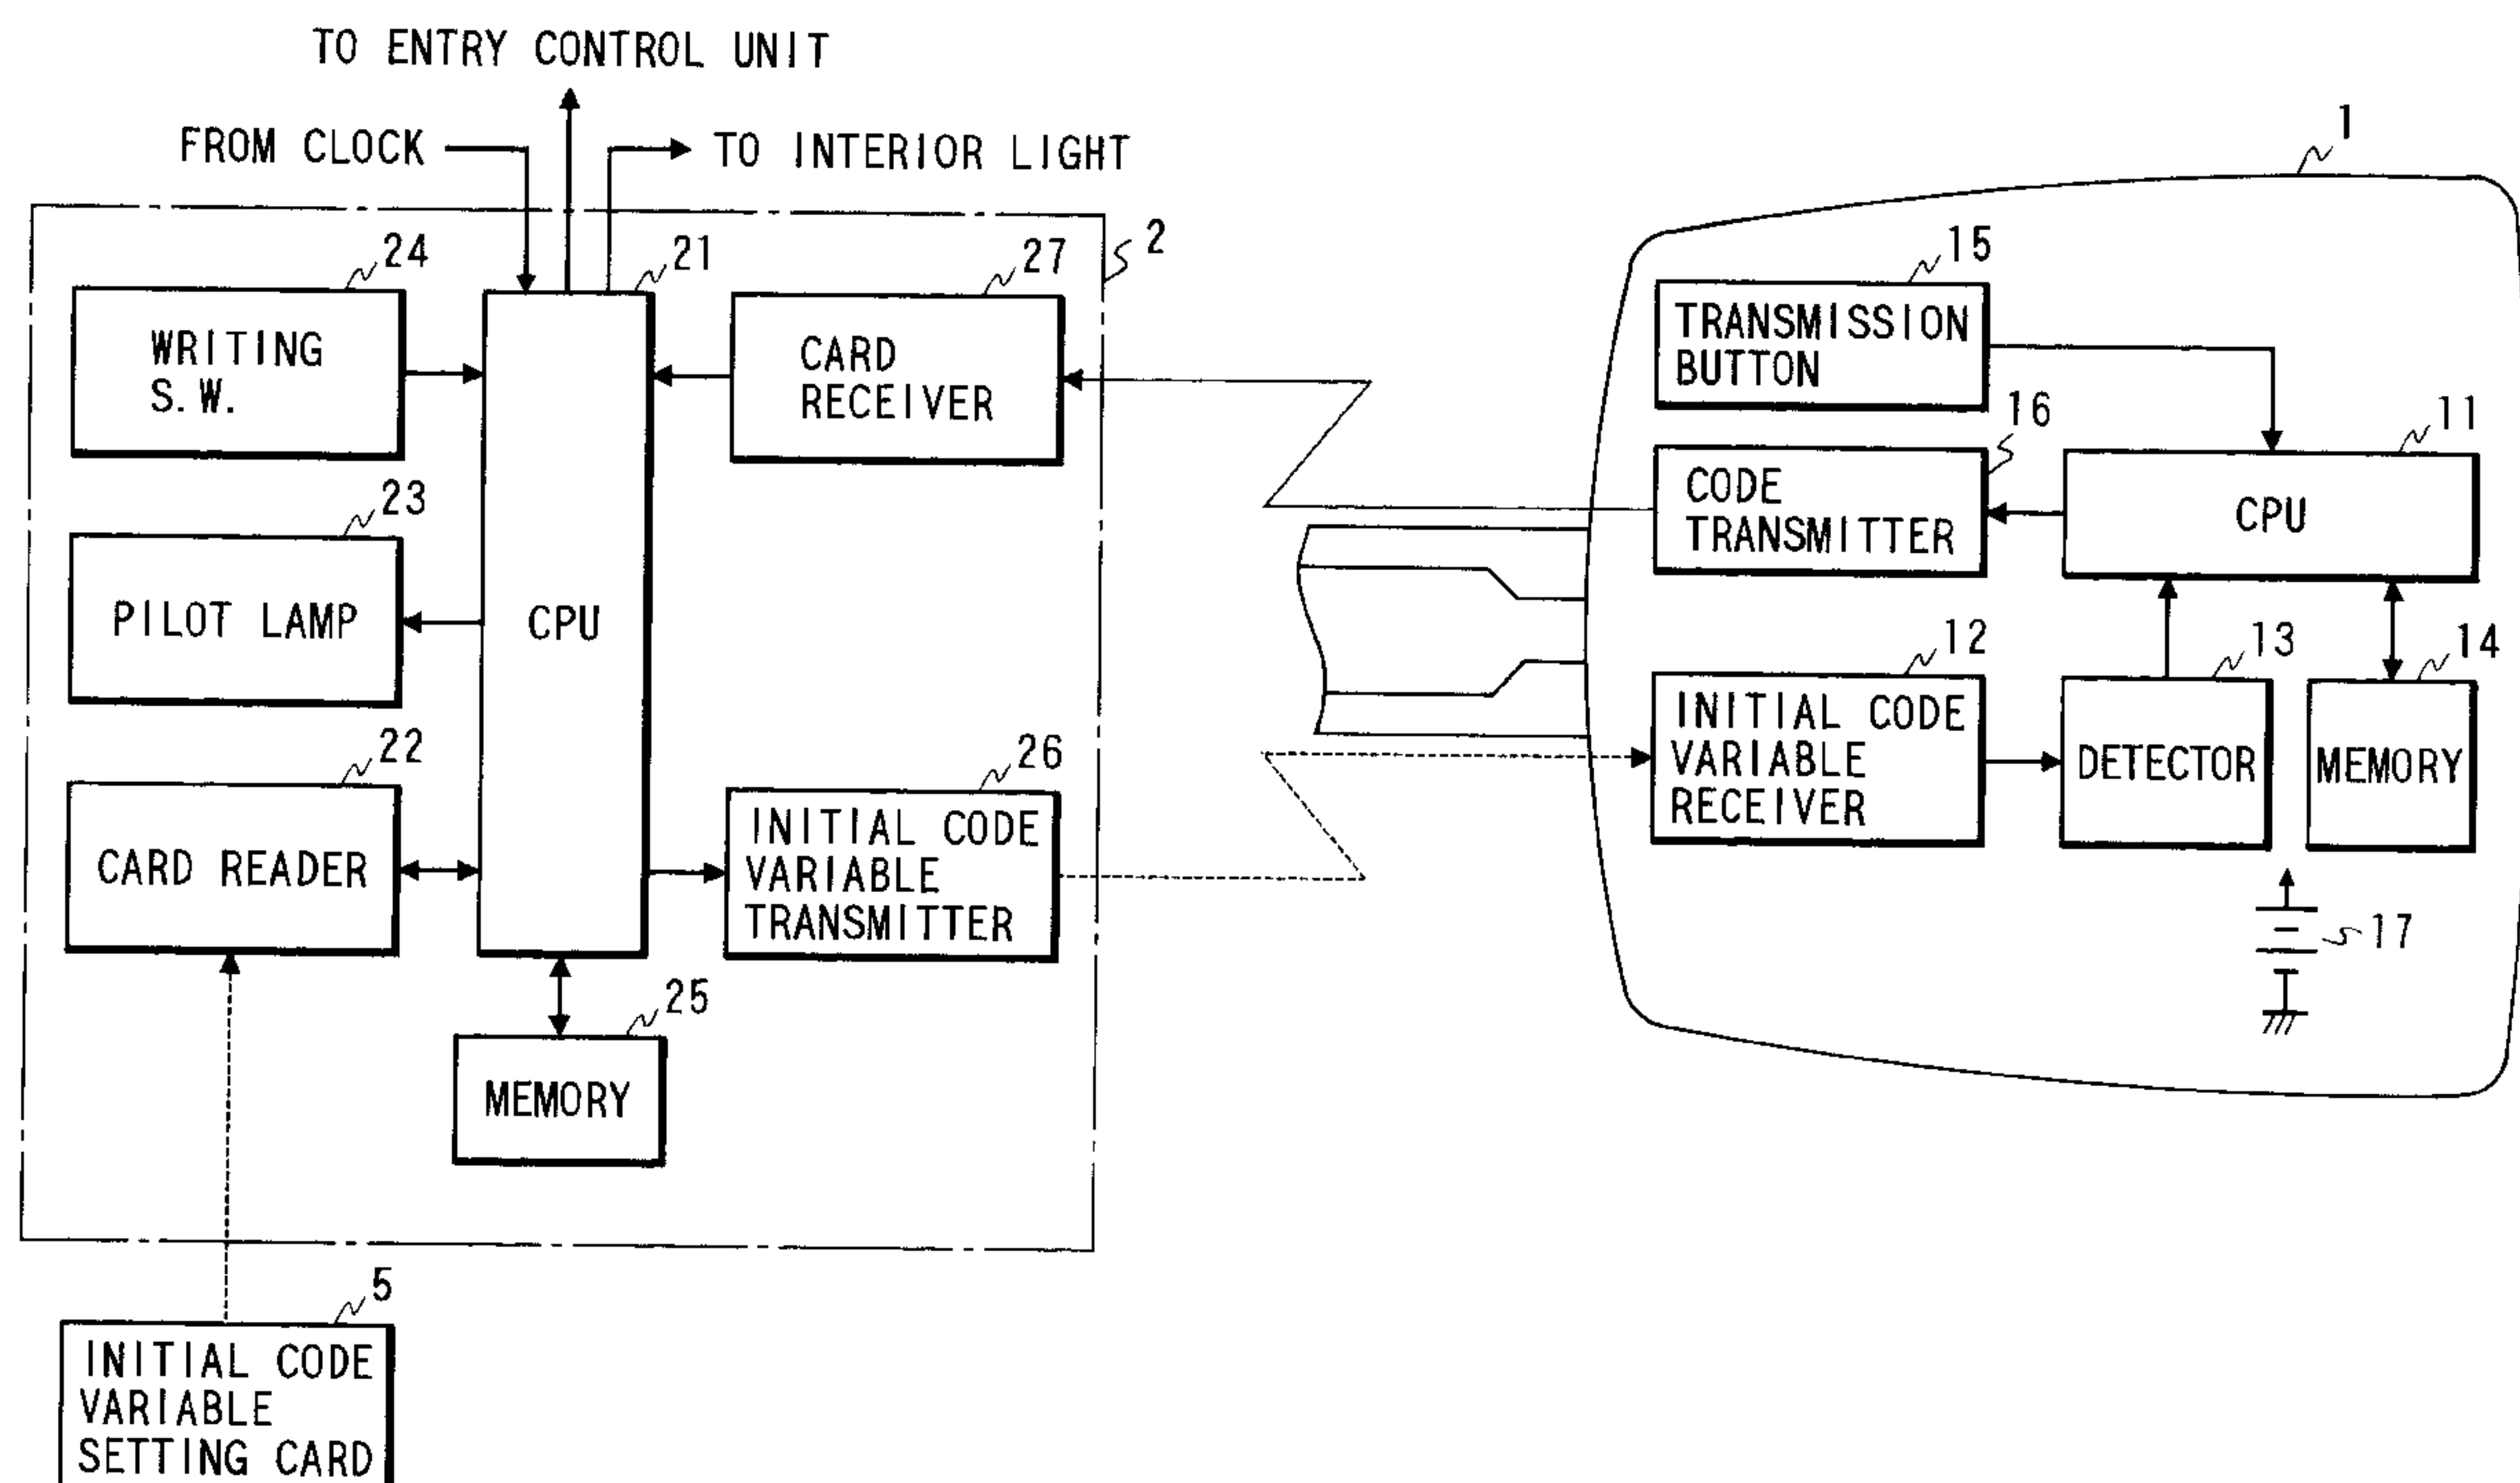 TO ENTRY CONTROL UNIT
FROM CLOCK
TO INTERIOR LIGHT
1
2
24
21
27
15
WRITING
S.W.
CARD
RECEIVER
TRANSMISSION
BUTTON
16
11
23
CODE
TRANSMITTER
CPU
PILOT LAMP
CPU
12
13
14
22
26
INITIAL CODE
VARIABLE
RECEIVER
DETECTOR
MEMORY
CARD READER
INITIAL CODE
VARIABLE
TRANSMITTER
17
25
MEMORY
5
INITIAL CODE
VARIABLE
SETTING CARD